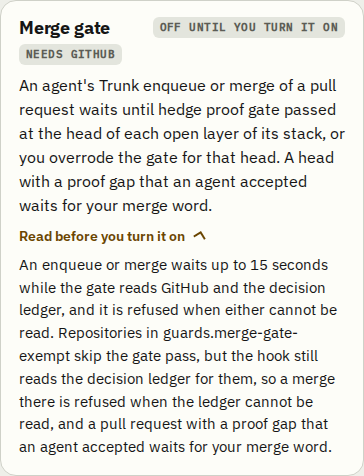 Merge gate
OFF UNTIL YOU TURN IT ON
NEEDS GITHUB
An agent's Trunk enqueue or merge of a pull
request waits until hedge proof gate passed
at the head of each open layer of its stack, or
you overrode the gate for that head. A head
with a proof gap that an agent accepted
waits for your merge word.
Read before you turn it on
An enqueue or merge waits up to 15 seconds
while the gate reads GitHub and the decision
ledger, and it is refused when either cannot be
read. Repositories in guards.merge-gate-
exempt skip the gate pass, but the hook still
reads the decision ledger for them, so a merge
there is refused when the ledger cannot be
read, and a pull request with a proof gap that
an agent accepted waits for your merge word.